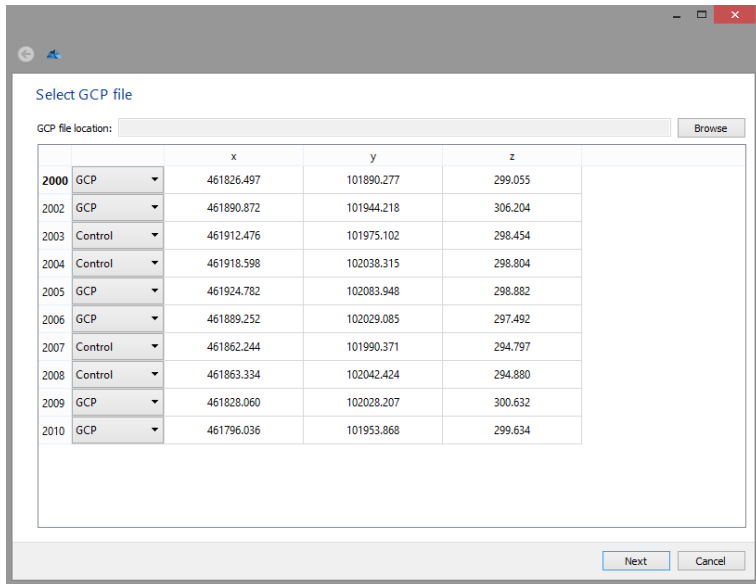 Select GCP file
GCP file location: Browse
x y z
2000 GCP 461826.497 101890.277 299.055
2002 GCP 461890.872 101944.218 306.204
2003 Control 461912.476 101975.102 298.454
2004 Control 461918.598 102038.315 298.804
2005 GCP 461924.782 102083.948 298.882
2006 GCP 461889.252 102029.085 297.492
2007 Control 461862.244 101990.371 294.797
2008 Control 461863.334 102042.424 294.880
2009 GCP 461828.060 102028.207 300.632
2010 GCP 461796.036 101953.868 299.634
Next Cancel